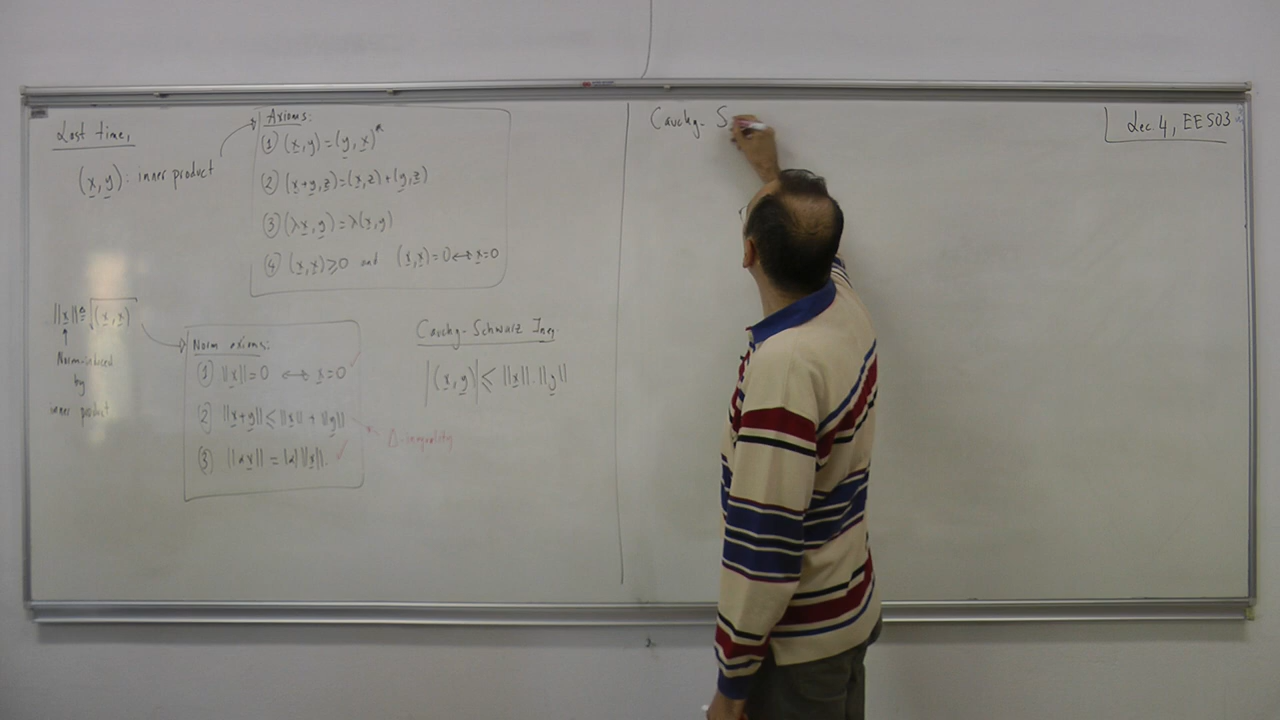 Last time,
(x, y): inner product
Axioms:
① (x, y) = (y, x)*
② (x+y, z) = (x, z) + (y, z)
③ (λx, y) = λ(x, y)
④ (x, x) ≥ 0 and (x, x) = 0 ↔ x = 0
||x|| ≜ √(x, x)
Norm induced
by
inner product
Norm axioms:
① ||x|| = 0 ↔ x = 0 ✓
② ||x+y|| ≤ ||x|| + ||y||
③ ||αx|| = |α| ||x||. ✓
Δ-inequality
Cauchy-Schwarz Ineq.
|(x, y)| ≤ ||x||.||y||
Cauchy- S
Lec. 4, EE503